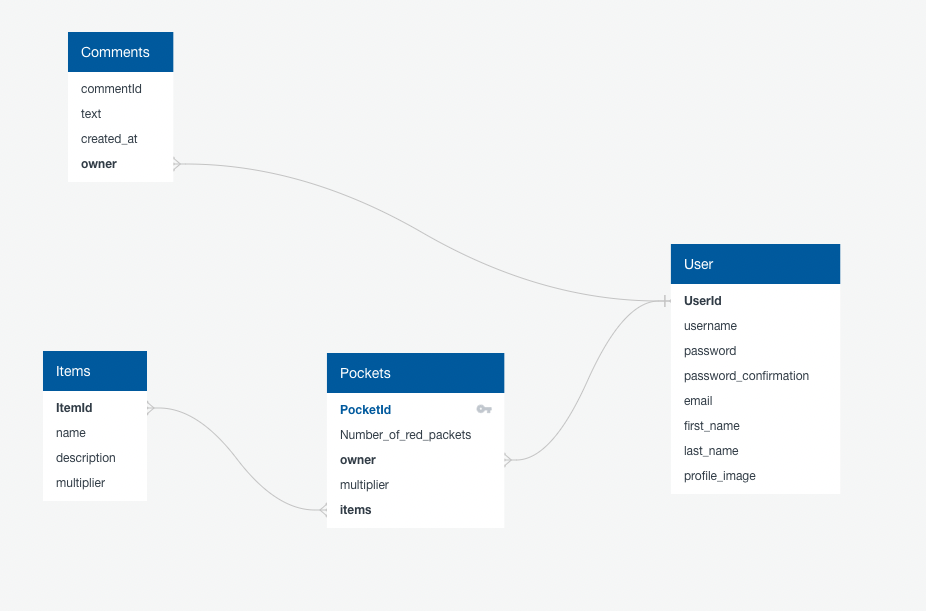 Comments
commentId
text
created_at
owner
User
UserId
username
password
password_confirmation
email
first_name
last_name
profile_image
Items
ItemId
name
description
multiplier
Pockets
PocketId
Number_of_red_packets
owner
multiplier
items